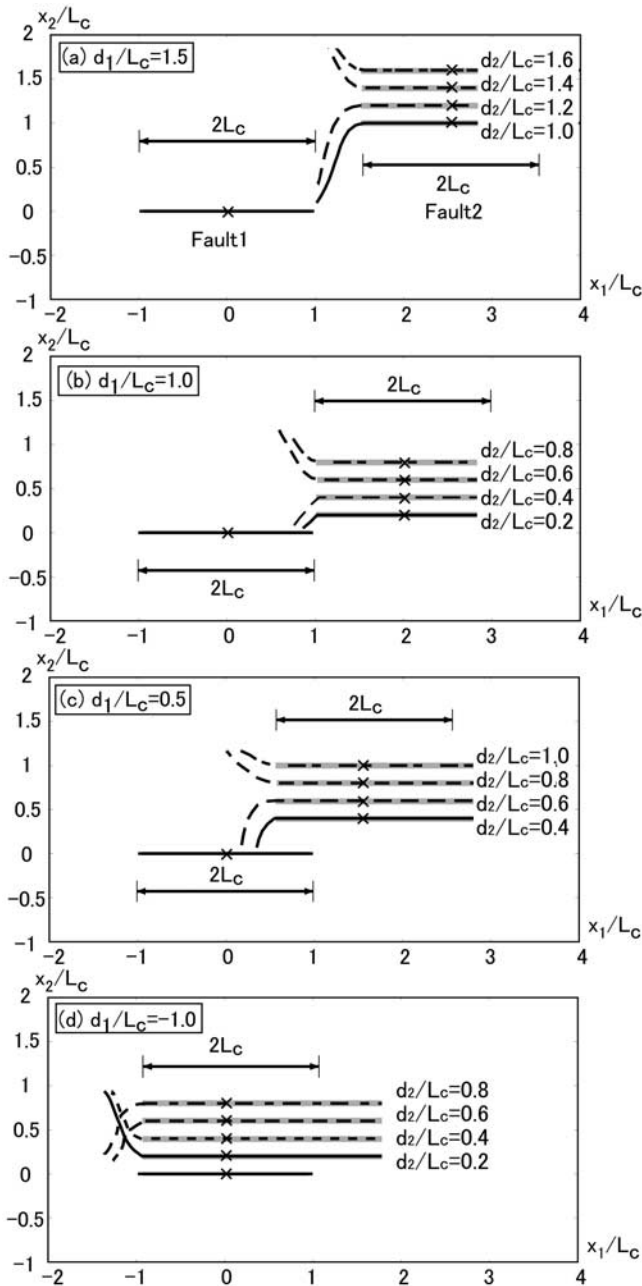 x2/Lc
(a) d1/Lc=1.5
2
1.5
1
0.5
0
-0.5
-1
2Lc
d2/Lc=1.6
d2/Lc=1.4
d2/Lc=1.2
d2/Lc=1.0
2Lc
Fault1
Fault2
x1/Lc
-2
-1
0
1
2
3
4
x2/Lc
(b) d1/Lc=1.0
2
1.5
1
0.5
0
-0.5
-1
2Lc
d2/Lc=0.8
d2/Lc=0.6
d2/Lc=0.4
d2/Lc=0.2
2Lc
x1/Lc
-2
-1
0
1
2
3
4
x2/Lc
(c) d1/Lc=0.5
2
1.5
1
0.5
0
-0.5
-1
2Lc
d2/Lc=1.0
d2/Lc=0.8
d2/Lc=0.6
d2/Lc=0.4
2Lc
x1/Lc
-2
-1
0
1
2
3
4
x2/Lc
(d) d1/Lc=-1.0
2
1.5
1
0.5
0
-0.5
-1
2Lc
d2/Lc=0.8
d2/Lc=0.6
d2/Lc=0.4
d2/Lc=0.2
x1/Lc
-2
-1
0
1
2
3
4